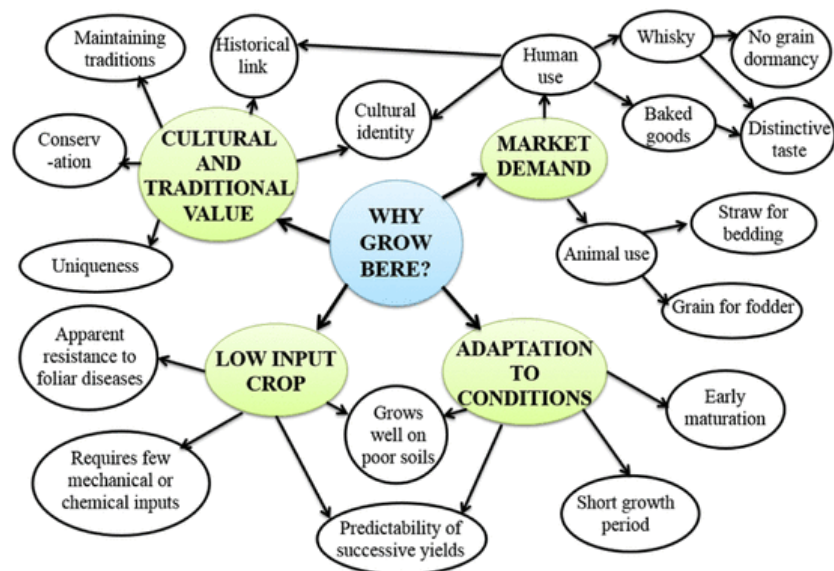 Maintaining
traditions
Historical
link
Human
use
Whisky
No grain
dormancy
Conserv
-ation
CULTURAL
AND
TRADITIONAL
VALUE
Cultural
identity
MARKET
DEMAND
Baked
goods
Distinctive
taste
Uniqueness
WHY
GROW
BERE?
Animal use
Straw for
bedding
Grain for fodder
Apparent
resistance to
foliar diseases
LOW INPUT
CROP
Grows
well on
poor soils
ADAPTATION
TO
CONDITIONS
Early
maturation
Requires few
mechanical or
chemical inputs
Predictability of
successive yields
Short growth
period